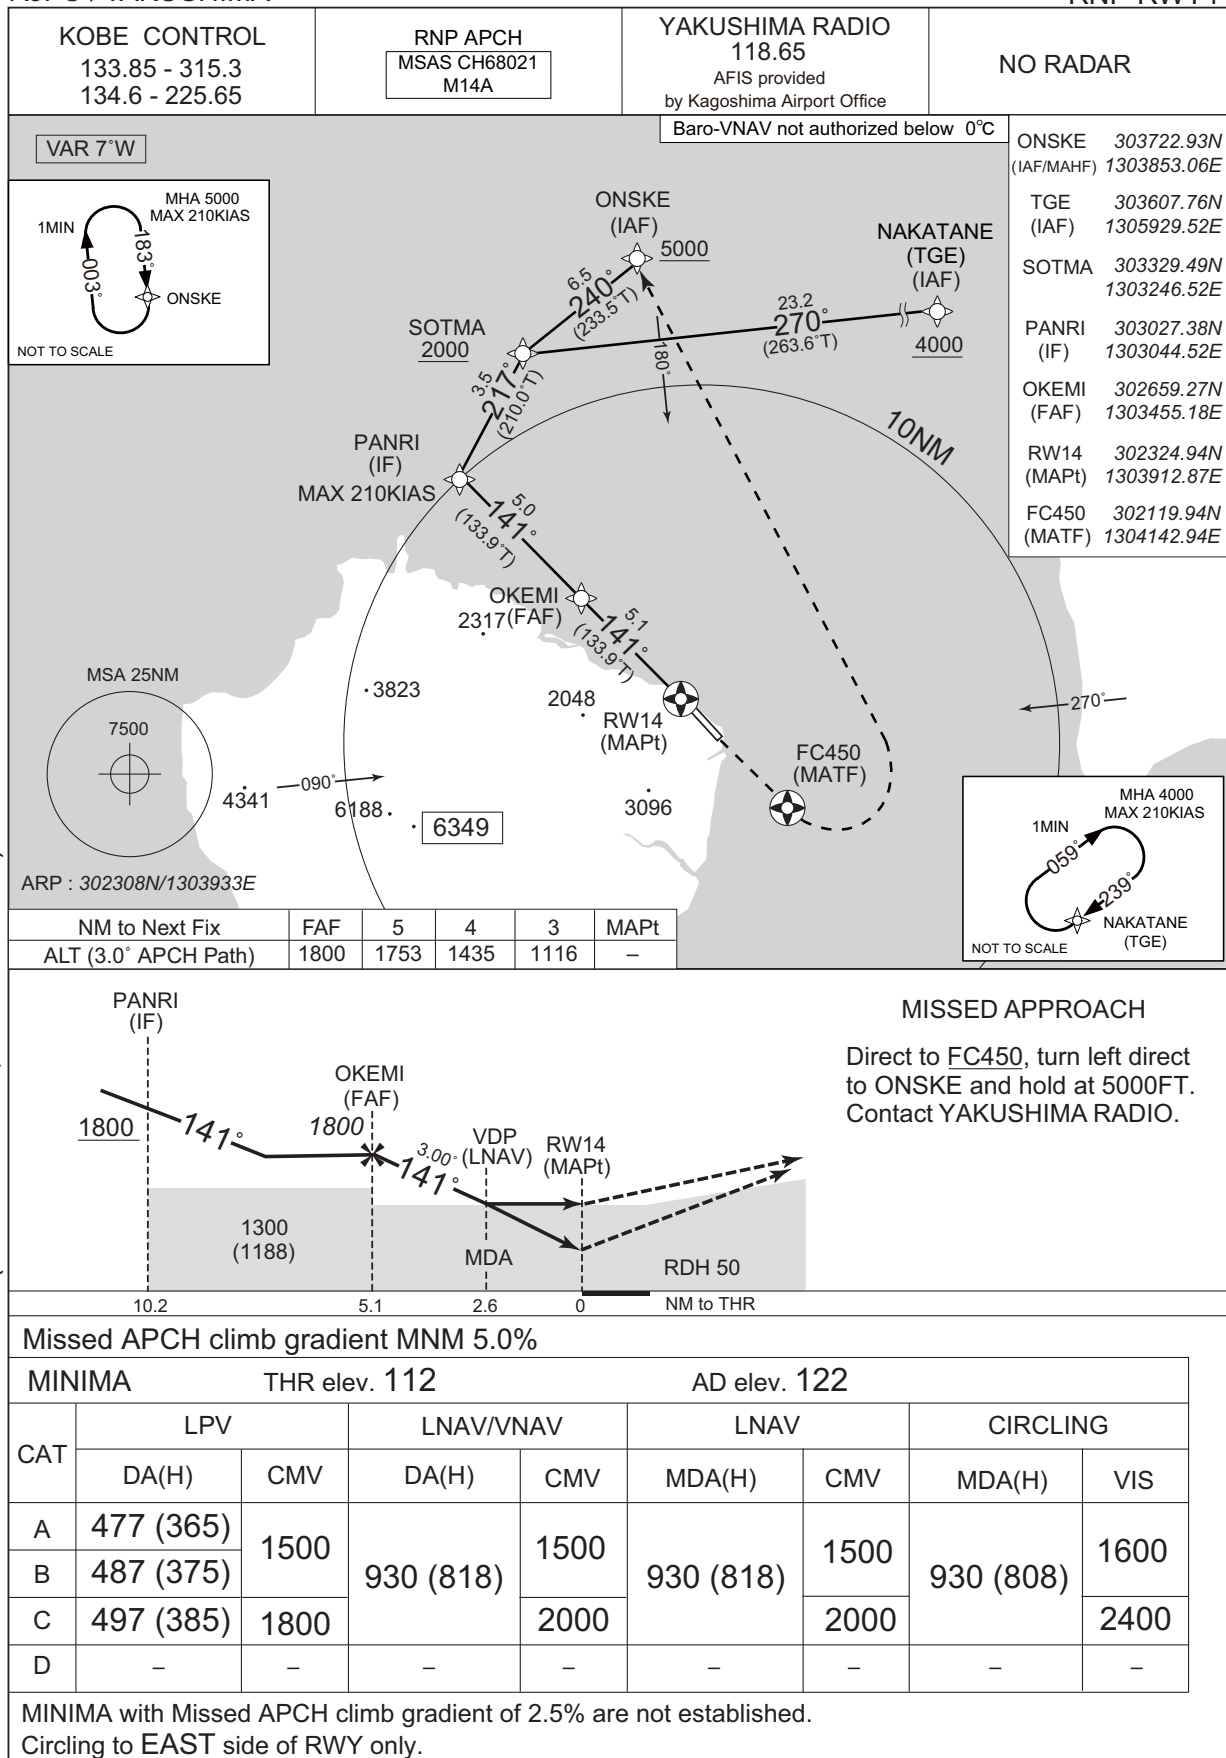 KOBE CONTROL
133.85 - 315.3
134.6 - 225.65
RNP APCH
MSAS CH68021
M14A
YAKUSHIMA RADIO
118.65
AFIS provided
by Kagoshima Airport Office
NO RADAR
Baro-VNAV not authorized below 0°C
VAR 7°W
MHA 5000
MAX 210KIAS
1MIN
183°
003°
ONSKE
NOT TO SCALE
ONSKE 303722.93N
(IAF/MAHF) 1303853.06E
TGE 303607.76N
(IAF) 1305929.52E
SOTMA 303329.49N
1303246.52E
PANRI 303027.38N
(IF) 1303044.52E
OKEMI 302659.27N
(FAF) 1303455.18E
RW14 302324.94N
(MAPt) 1303912.87E
FC450 302119.94N
(MATF) 1304142.94E
ONSKE
(IAF)
5000
NAKATANE
(TGE)
(IAF)
4000
6.5
240°
(233.5°T)
23.2
270°
(263.6°T)
SOTMA
2000
180°
3.5
217°
(210.0°T)
10NM
PANRI
(IF)
MAX 210KIAS
5.0
141°
(133.9°T)
OKEMI
(FAF)
2317
5.1
141°
(133.9°T)
MSA 25NM
7500
3823
2048
RW14
(MAPt)
270°
FC450
(MATF)
090°
4341
6188
6349
3096
ARP : 302308N/1303933E
MHA 4000
MAX 210KIAS
1MIN
059°
239°
NAKATANE
(TGE)
NOT TO SCALE
NM to Next Fix FAF 5 4 3 MAPt
ALT (3.0° APCH Path) 1800 1753 1435 1116 –
PANRI
(IF)
OKEMI
(FAF)
1800
141°
1800
3.00°
141°
VDP
(LNAV)
RW14
(MAPt)
1300
(1188)
MDA
RDH 50
10.2 5.1 2.6 0 NM to THR
MISSED APPROACH
Direct to FC450, turn left direct
to ONSKE and hold at 5000FT.
Contact YAKUSHIMA RADIO.
Missed APCH climb gradient MNM 5.0%
MINIMA THR elev. 112 AD elev. 122
CAT LPV LNAV/VNAV LNAV CIRCLING
DA(H) CMV DA(H) CMV MDA(H) CMV MDA(H) VIS
A 477 (365) 1500 930 (818) 1500 930 (818) 1500 930 (808) 1600
B 487 (375)
C 497 (385) 1800 2000 2000 2400
D – – – – – – – –
MINIMA with Missed APCH climb gradient of 2.5% are not established.
Circling to EAST side of RWY only.